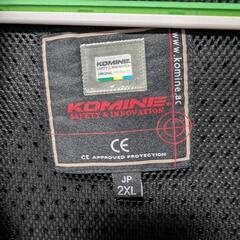 KOMINE
www.komine.ac
KOMINE
SAFETY & INNOVATION
CE
CE APPROVED PROTECTION
JP
2XL